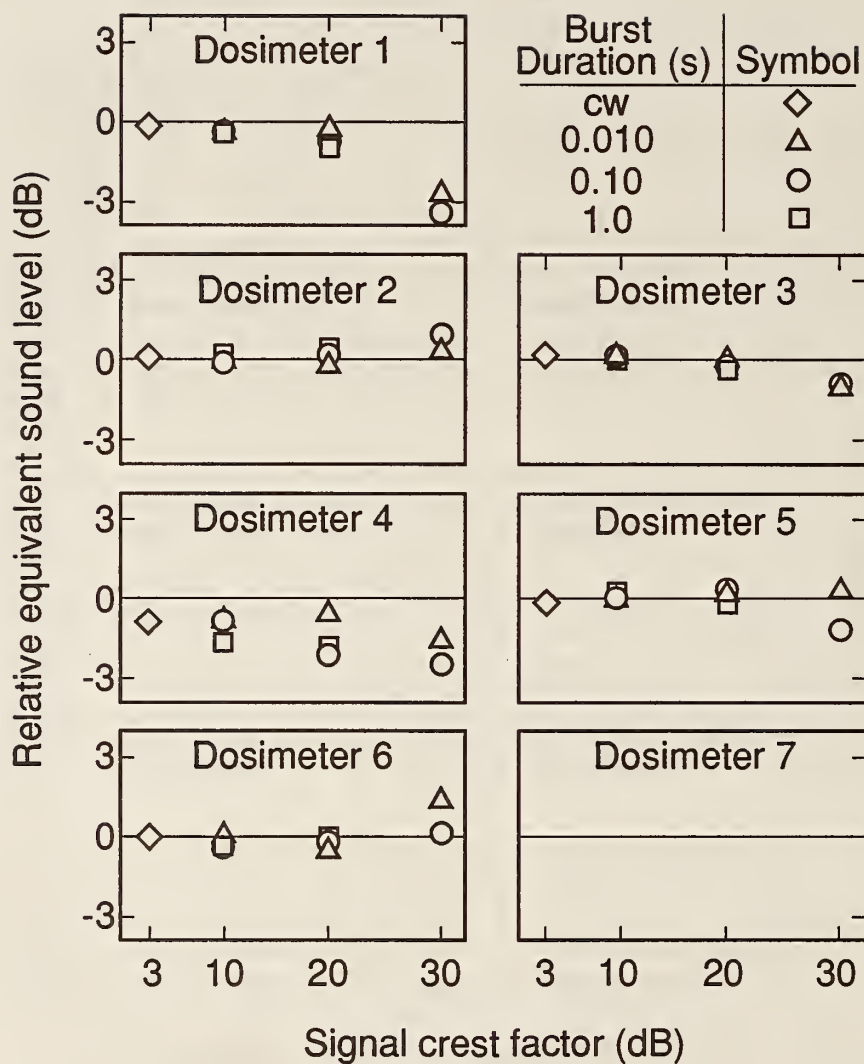 Relative equivalent sound level (dB)
Dosimeter 1
3
0
-3
Burst Duration (s) Symbol
cw ◇
0.010 △
0.10 ○
1.0 □
Dosimeter 2
3
0
-3
Dosimeter 3
Dosimeter 4
3
0
-3
Dosimeter 5
Dosimeter 6
3
0
-3
Dosimeter 7
3 10 20 30 3 10 20 30
Signal crest factor (dB)